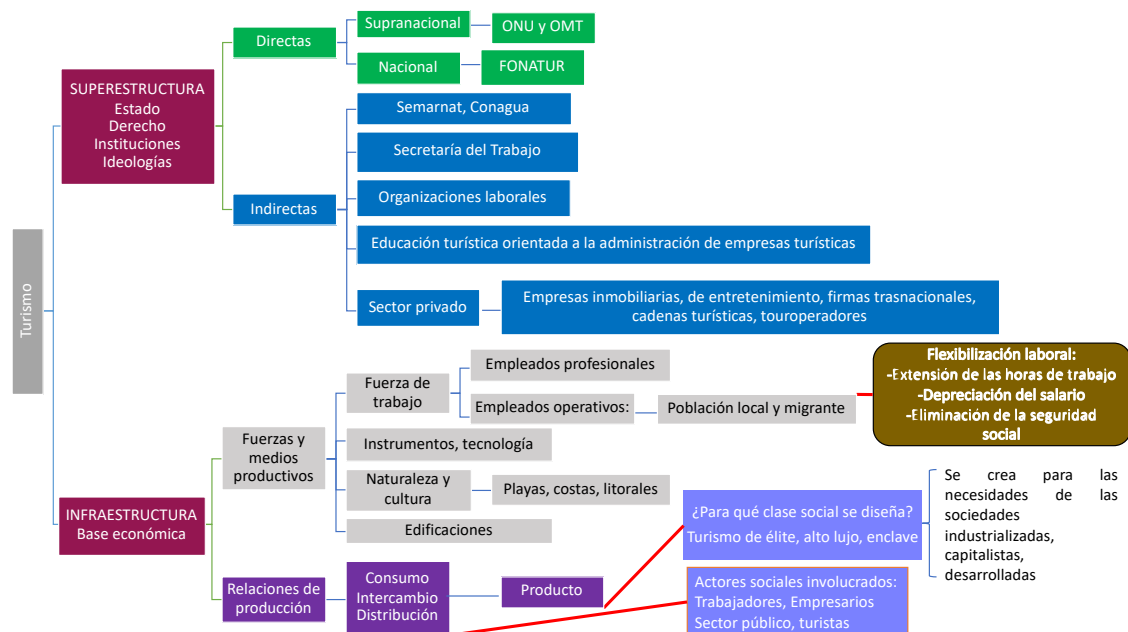 Turismo
SUPERESTRUCTURA
Estado
Derecho
Instituciones
Ideologías
Directas
Supranacional
ONU y OMT
Nacional
FONATUR
Indirectas
Semarnat, Conagua
Secretaría del Trabajo
Organizaciones laborales
Educación turística orientada a la administración de empresas turísticas
Sector privado
Empresas inmobiliarias, de entretenimiento, firmas trasnacionales,
cadenas turísticas, touroperadores
INFRAESTRUCTURA
Base económica
Fuerzas y
medios
productivos
Fuerza de
trabajo
Empleados profesionales
Empleados operativos:
Población local y migrante
Flexibilización laboral:
-Extensión de las horas de trabajo
-Depreciación del salario
-Eliminación de la seguridad
social
Instrumentos, tecnología
Naturaleza y
cultura
Playas, costas, litorales
Edificaciones
Relaciones de
producción
Consumo
Intercambio
Distribución
Producto
¿Para qué clase social se diseña?
Turismo de élite, alto lujo, enclave
Se crea para las
necesidades de las
sociedades
industrializadas,
capitalistas,
desarrolladas
Actores sociales involucrados:
Trabajadores, Empresarios
Sector público, turistas